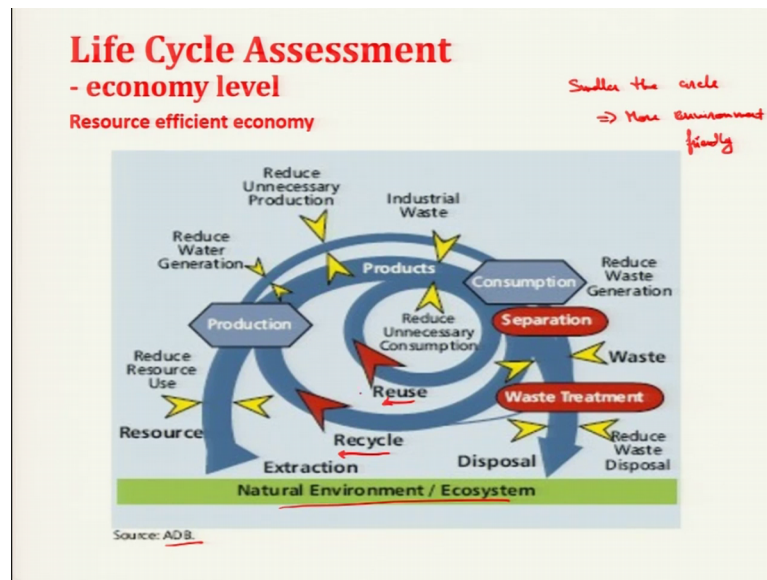 Life Cycle Assessment
- economy level
Resource efficient economy
Smaller the circle
⇒ More environment
friendly
Reduce
Unnecessary
Production
Industrial
Waste
Reduce
Water
Generation
Products
Consumption
Reduce
Waste
Generation
Production
Reduce
Unnecessary
Consumption
Separation
Reduce
Resource
Use
Waste
Reuse
Waste Treatment
Resource
Recycle
Reduce
Waste
Disposal
Extraction
Disposal
Natural Environment / Ecosystem
Source: ADB.